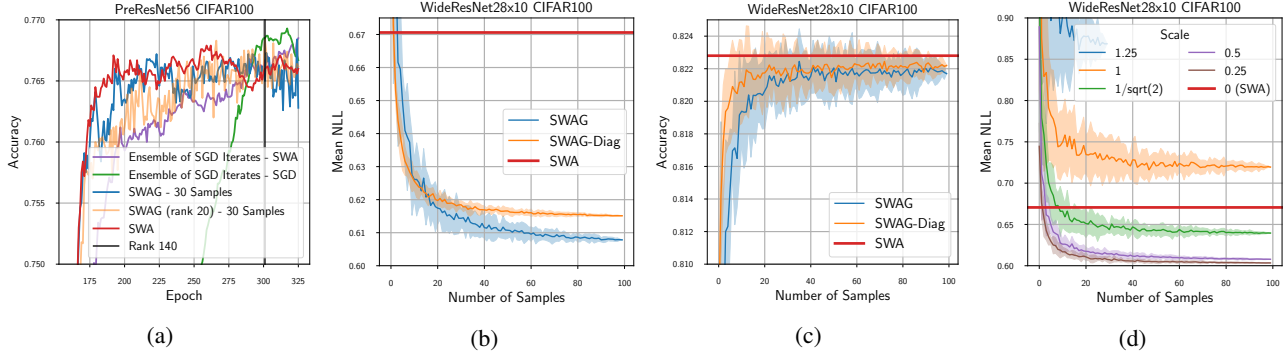 PreResNet56 CIFAR100
0.770
0.765
0.760
0.755
0.750
Accuracy
Ensemble of SGD Iterates - SWA
Ensemble of SGD Iterates - SGD
SWAG - 30 Samples
SWAG (rank 20) - 30 Samples
SWA
Rank 140
175 200 225 250 275 300 325
Epoch
(a)
WideResNet28x10 CIFAR100
0.67
0.66
0.65
0.64
0.63
0.62
0.61
0.60
Mean NLL
SWAG
SWAG-Diag
SWA
0 20 40 60 80 100
Number of Samples
(b)
WideResNet28x10 CIFAR100
0.824
0.822
0.820
0.818
0.816
0.814
0.812
0.810
Accuracy
SWAG
SWAG-Diag
SWA
0 20 40 60 80 100
Number of Samples
(c)
WideResNet28x10 CIFAR100
0.90
0.85
0.80
0.75
0.70
0.65
0.60
Mean NLL
Scale
1.25 0.5
1 0.25
1/sqrt(2) 0 (SWA)
0 20 40 60 80 100
Number of Samples
(d)